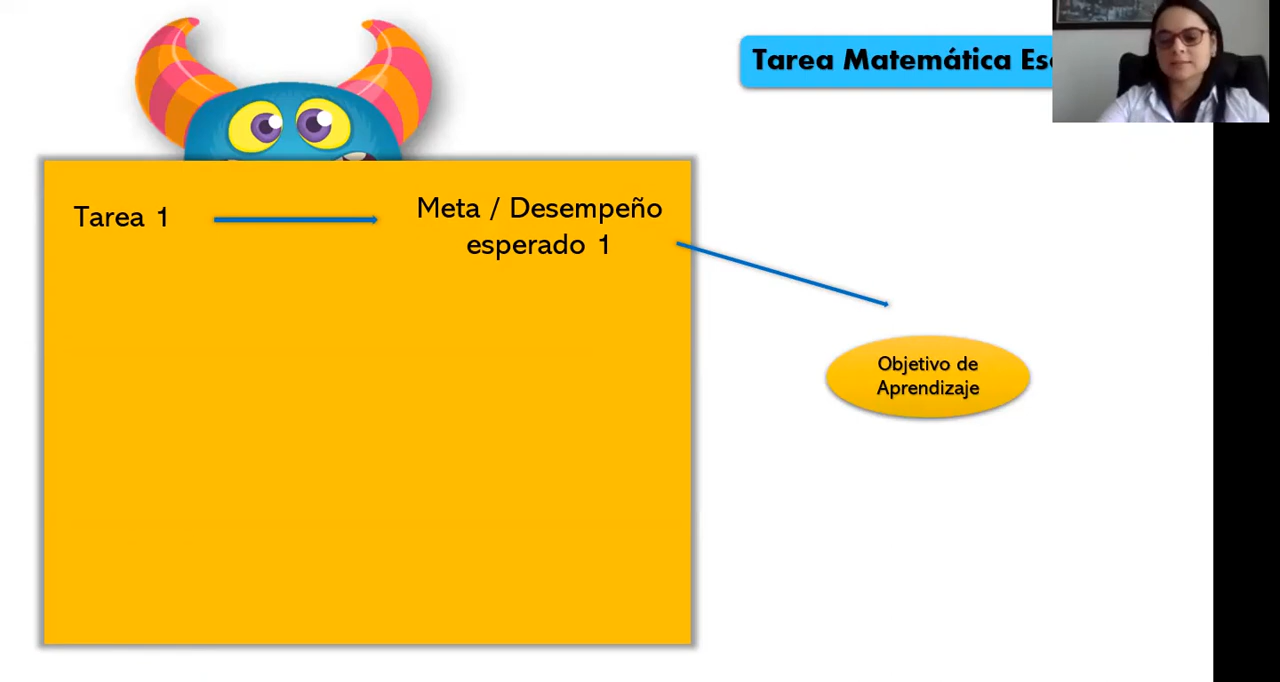 Tarea Matemática
Tarea 1
Meta / Desempeño
esperado 1
Objetivo de
Aprendizaje